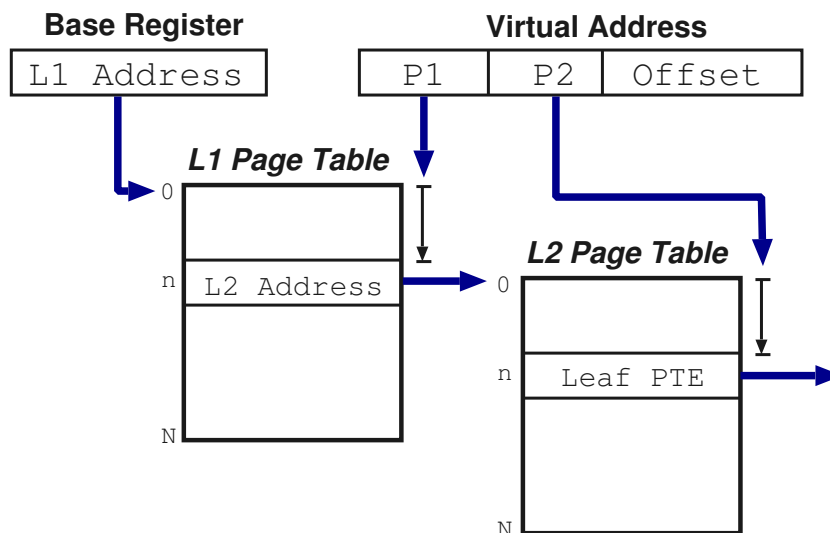 Base Register
Virtual Address
L1 Address
P1
P2
Offset
L1 Page Table
0
n
L2 Address
N
L2 Page Table
0
n
Leaf PTE
N